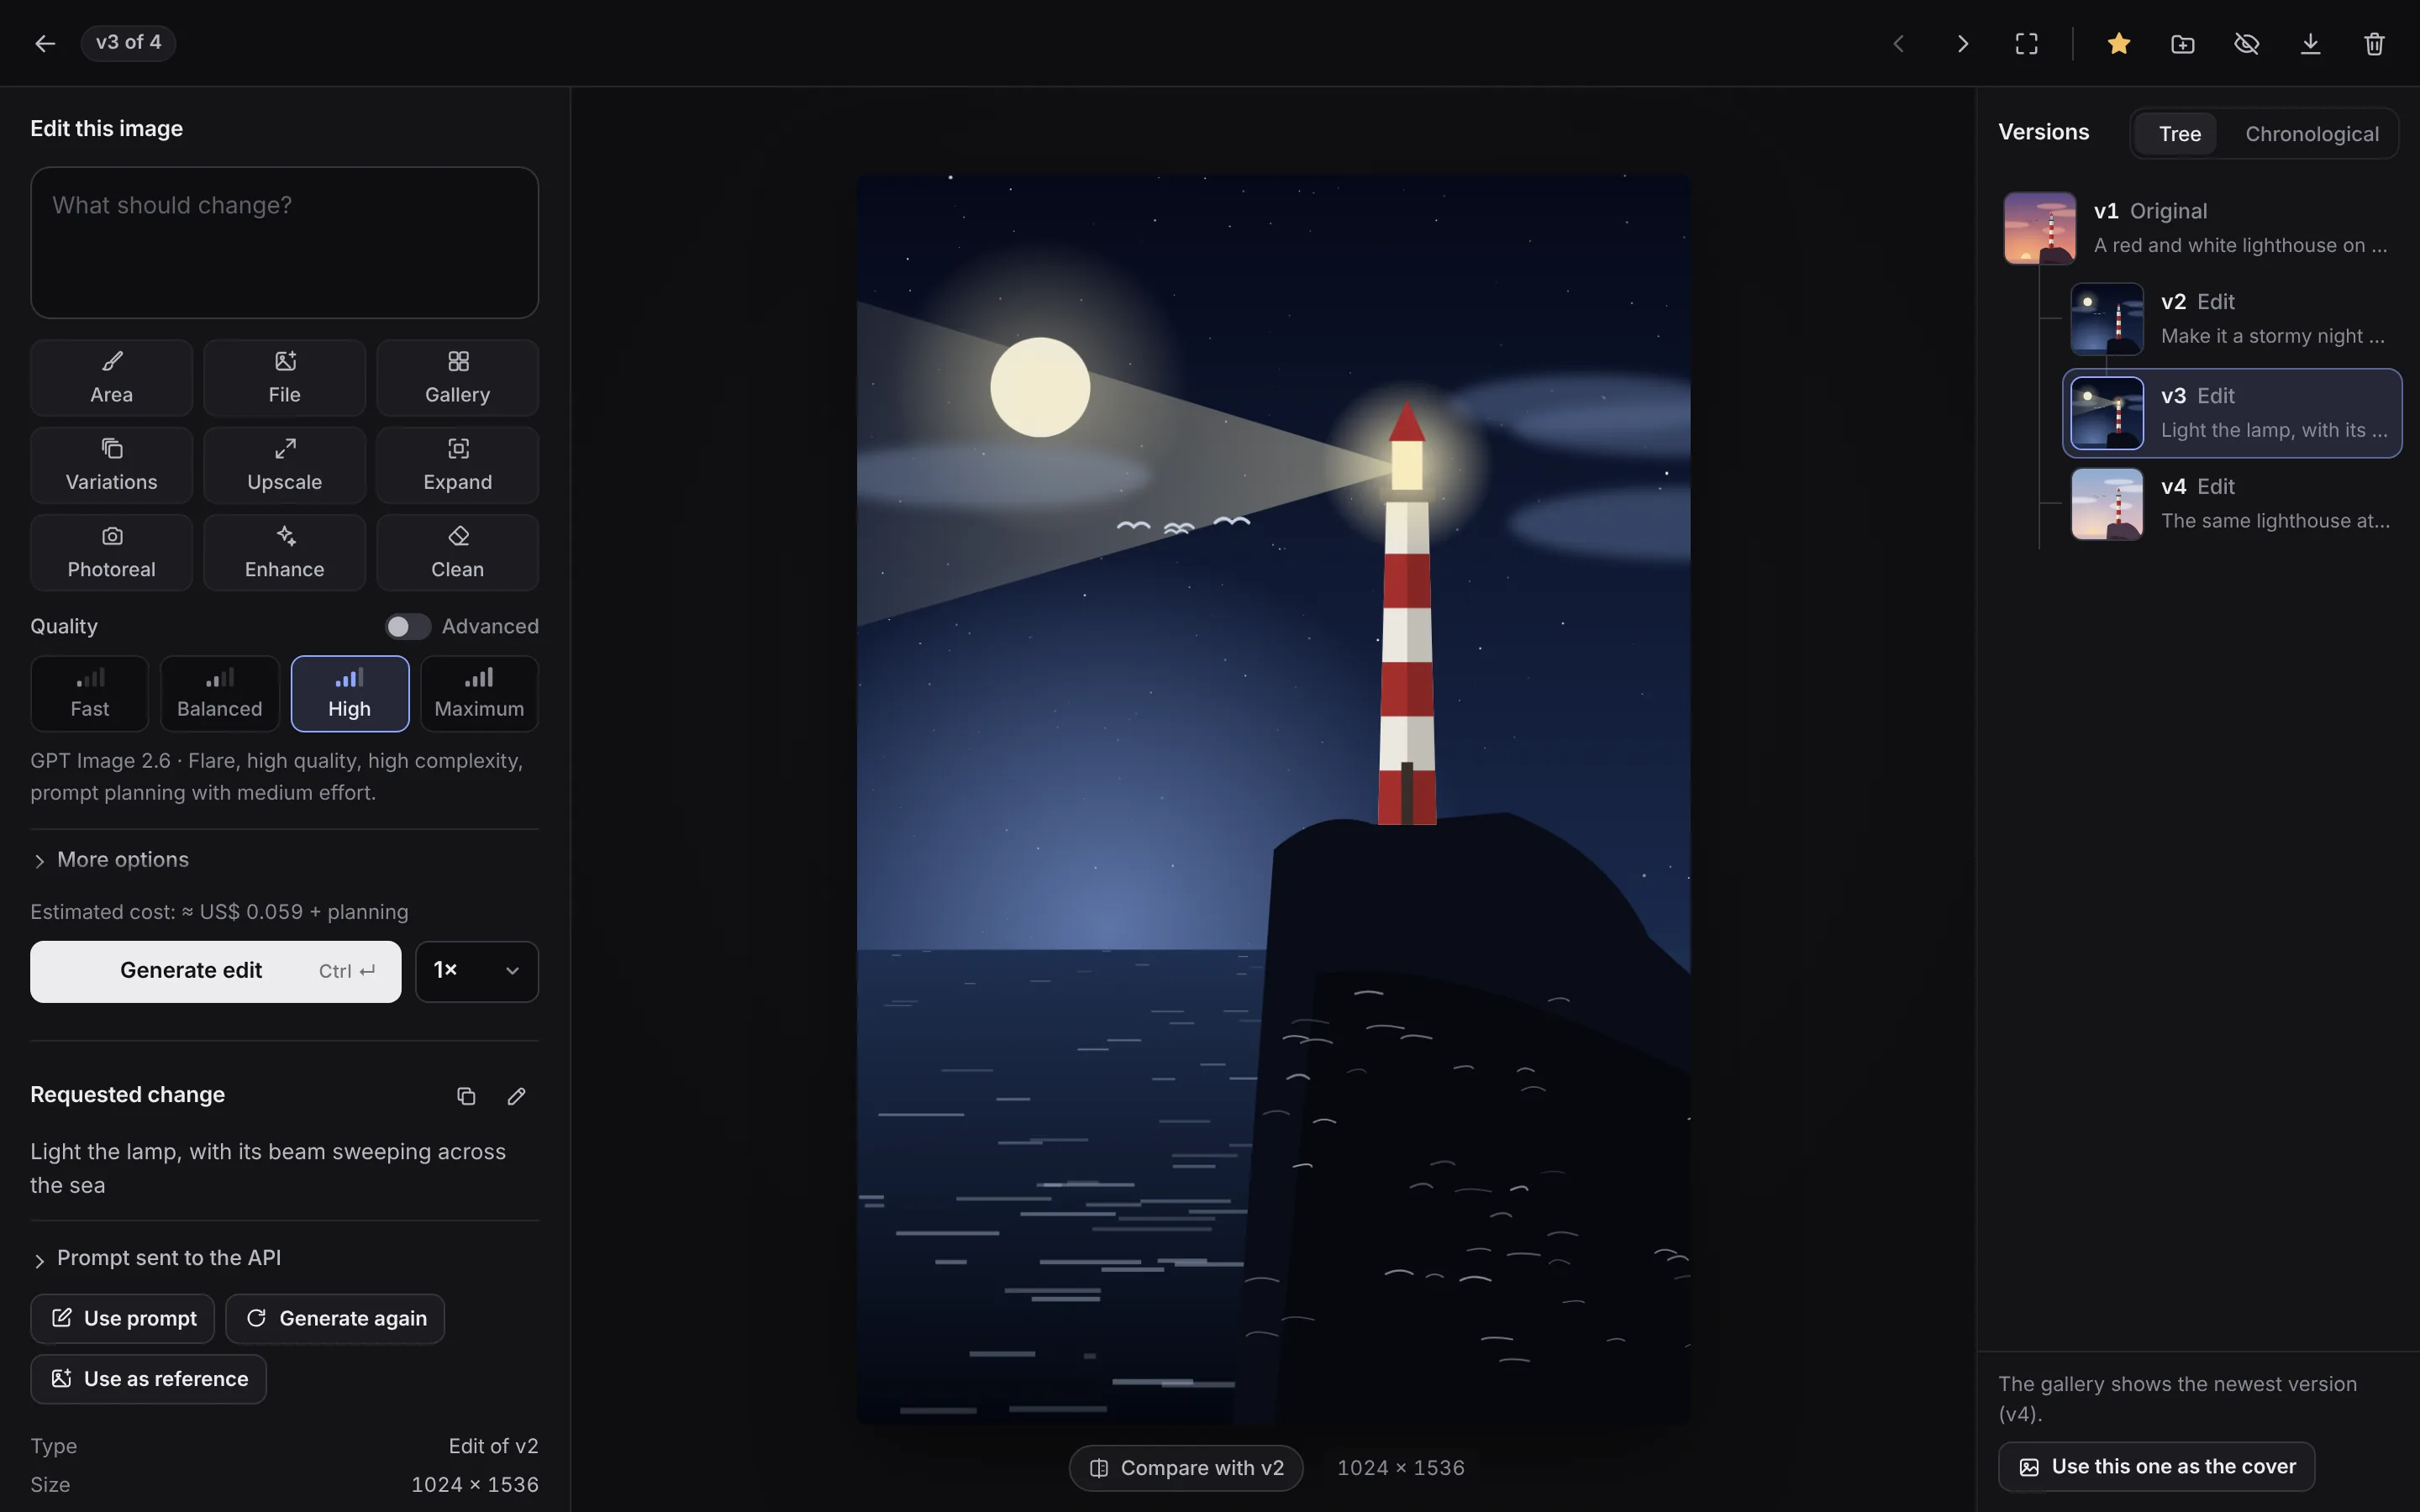 v3 of 4
Edit this image
What should change?
Area
File
Gallery
Variations
Upscale
Expand
Photoreal
Enhance
Clean
Quality
Advanced
Fast
Balanced
High
Maximum
GPT Image 2.6 · Flare, high quality, high complexity,
prompt planning with medium effort.
More options
Estimated cost: ≈ US$ 0.059 + planning
Generate edit
Ctrl ↵
1×
Requested change
Light the lamp, with its beam sweeping across
the sea
Prompt sent to the API
Use prompt
Generate again
Use as reference
Type
Edit of v2
Size
1024 × 1536
Compare with v2
1024 × 1536
Versions
Tree
Chronological
v1 Original
A red and white lighthouse on ...
v2 Edit
Make it a stormy night ...
v3 Edit
Light the lamp, with its ...
v4 Edit
The same lighthouse at...
The gallery shows the newest version
(v4).
Use this one as the cover